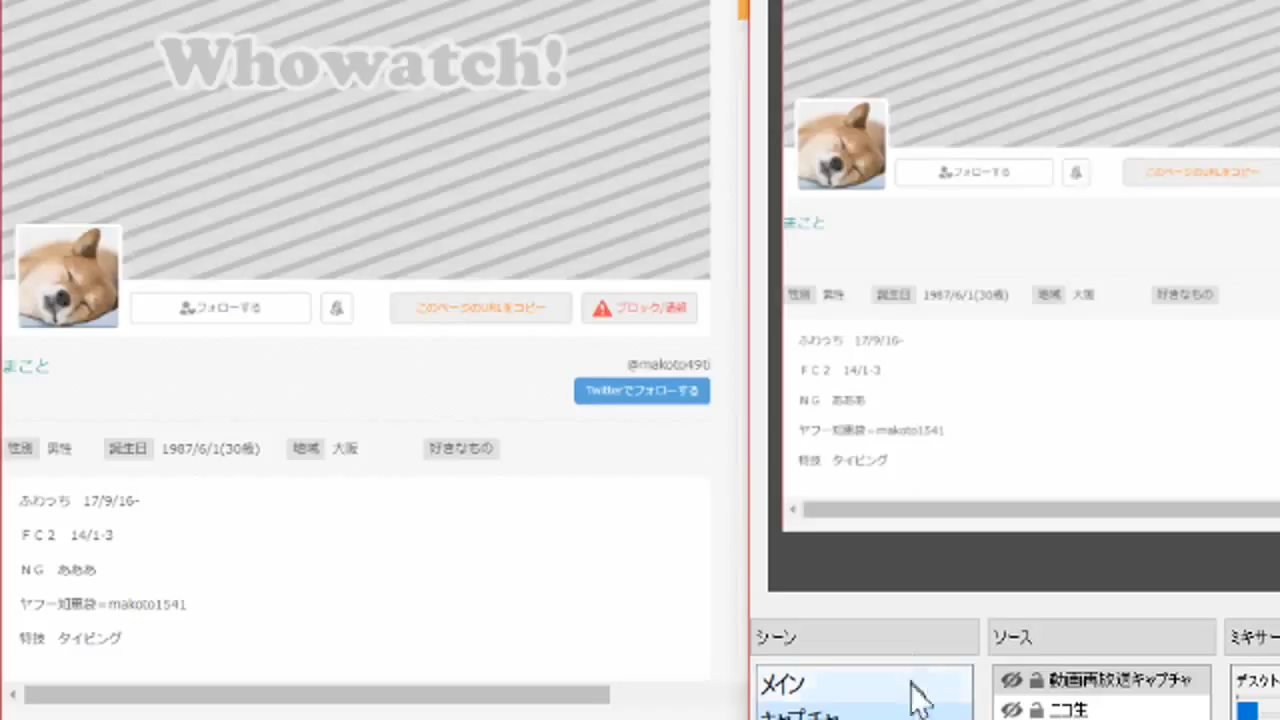 Whowatch!
フォローする
このページのURLをコピー
ブロック/通報
まこと
@makoto49ti
Twitterでフォローする
性別 男性 誕生日 1987/6/1(30歳) 地域 大阪 好きなもの
ふわっち 17/9/16-
ＦＣ２ 14/1-3
ＮＧ あああ
ヤフー知恵袋＝makoto1541
特技 タイピング
フォローする
このページのURLをコピー
まこと
性別 男性 誕生日 1987/6/1(30歳) 地域 大阪 好きなもの
ふわっち 17/9/16-
ＦＣ２ 14/1-3
ＮＧ あああ
ヤフー知恵袋＝makoto1541
特技 タイピング
シーン
メイン
キャプチャ
ソース
動画再放送キャプチャ
ニコ生
ミキサー
デスクト